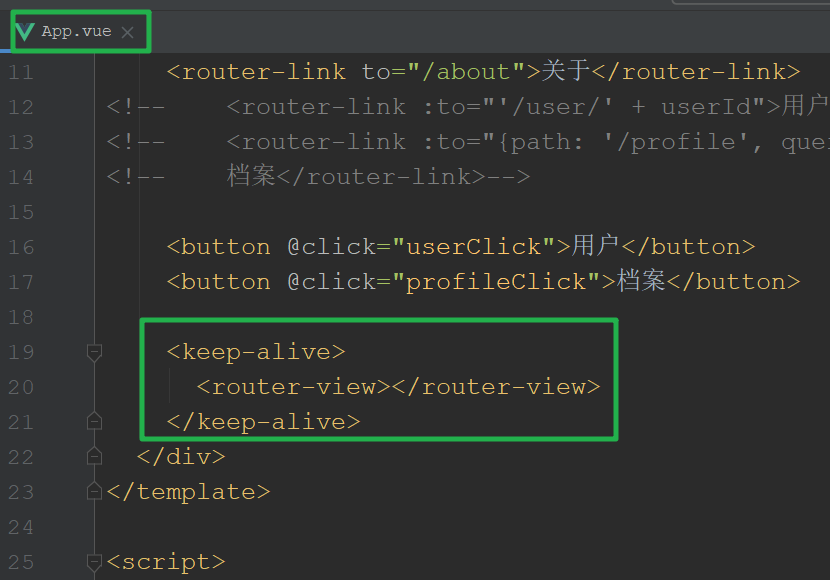 App.vue
11 <router-link to="/about">关于</router-link>
12 <!-- <router-link :to="'/user/' + userId">用户
13 <!-- <router-link :to="{path: '/profile', quer
14 <!-- 档案</router-link>-->
15
16 <button @click="userClick">用户</button>
17 <button @click="profileClick">档案</button>
18
19 <keep-alive>
20 <router-view></router-view>
21 </keep-alive>
22 </div>
23 </template>
24
25 <script>